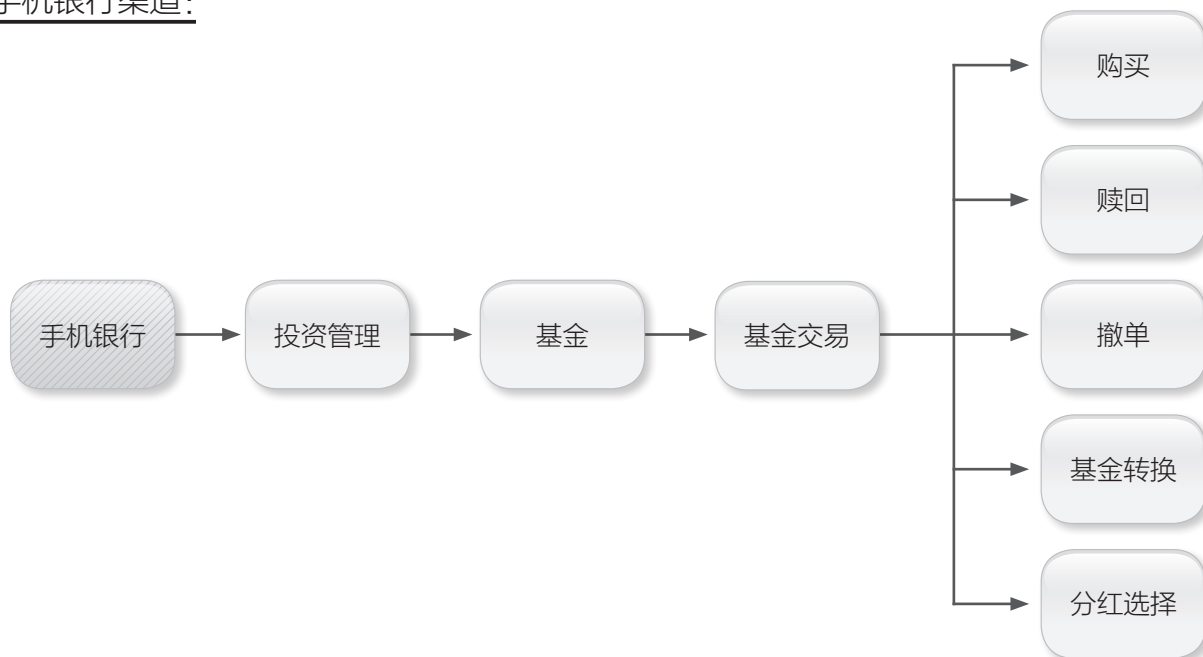 手机银行渠道：
购买
赎回
手机银行
投资管理
基金
基金交易
撤单
基金转换
分红选择